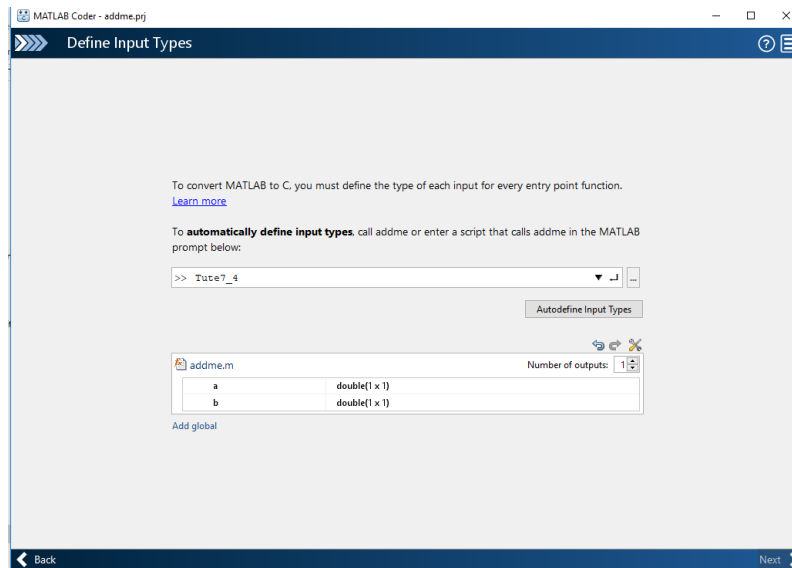 MATLAB Coder - addme.prj
Define Input Types
To convert MATLAB to C, you must define the type of each input for every entry point function.
Learn more
To automatically define input types, call addme or enter a script that calls addme in the MATLAB
prompt below:
>> Tute7_4
...
Autodefine Input Types
addme.m
Number of outputs: 1
a double(1 x 1)
b double(1 x 1)
Add global
Back
Next